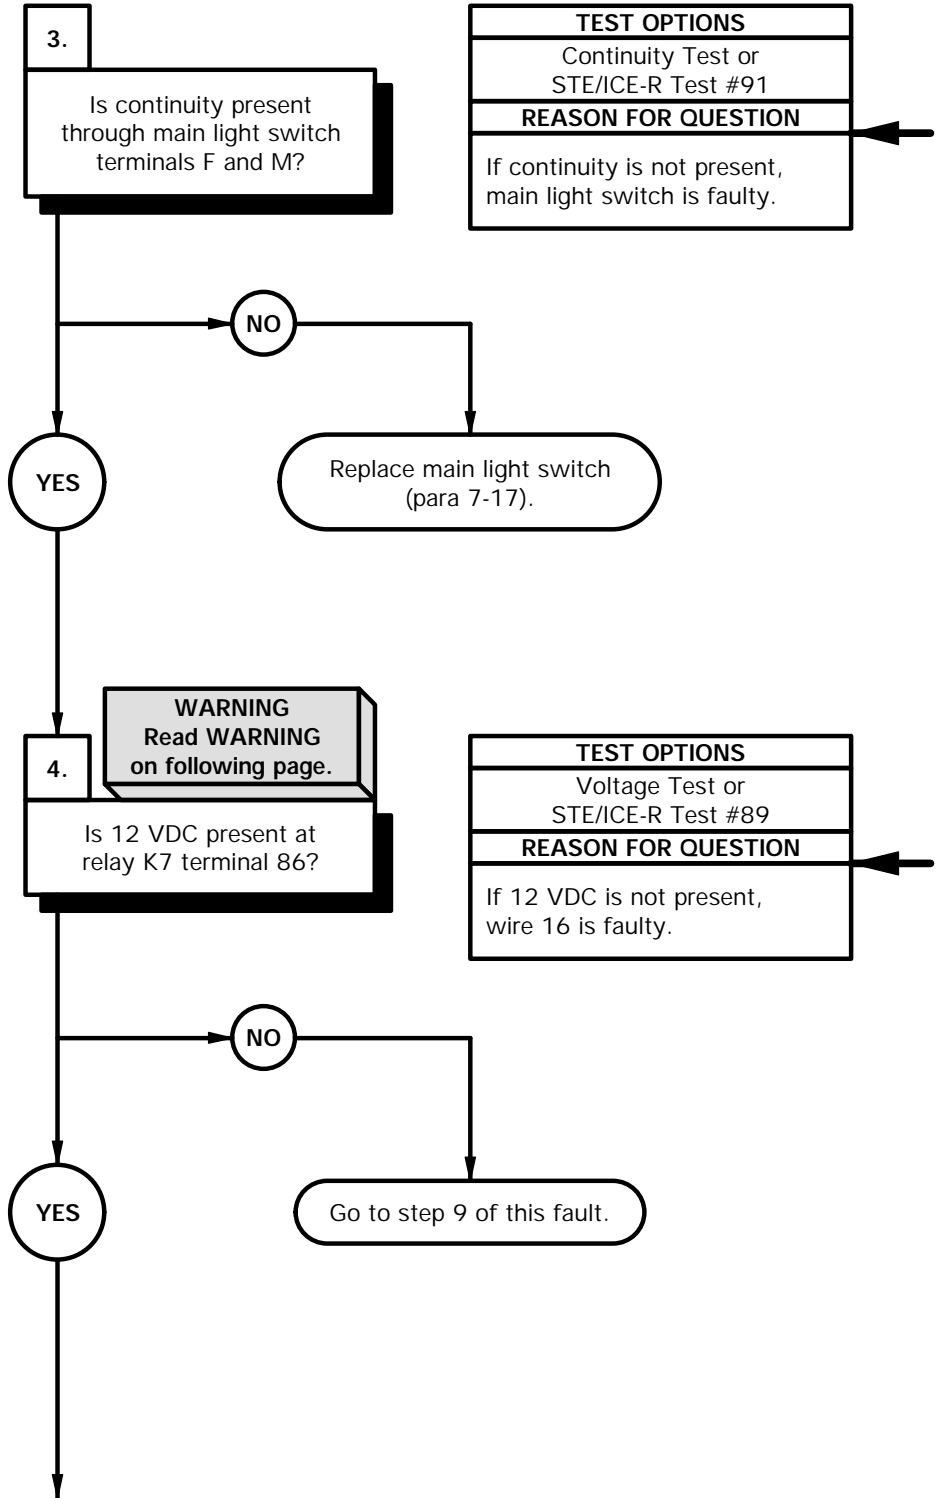 3.
Is continuity present
through main light switch
terminals F and M?
TEST OPTIONS
Continuity Test or
STE/ICE-R Test #91
REASON FOR QUESTION
If continuity is not present,
main light switch is faulty.
NO
YES
Replace main light switch
(para 7-17).
WARNING
Read WARNING
on following page.
4.
Is 12 VDC present at
relay K7 terminal 86?
TEST OPTIONS
Voltage Test or
STE/ICE-R Test #89
REASON FOR QUESTION
If 12 VDC is not present,
wire 16 is faulty.
NO
YES
Go to step 9 of this fault.